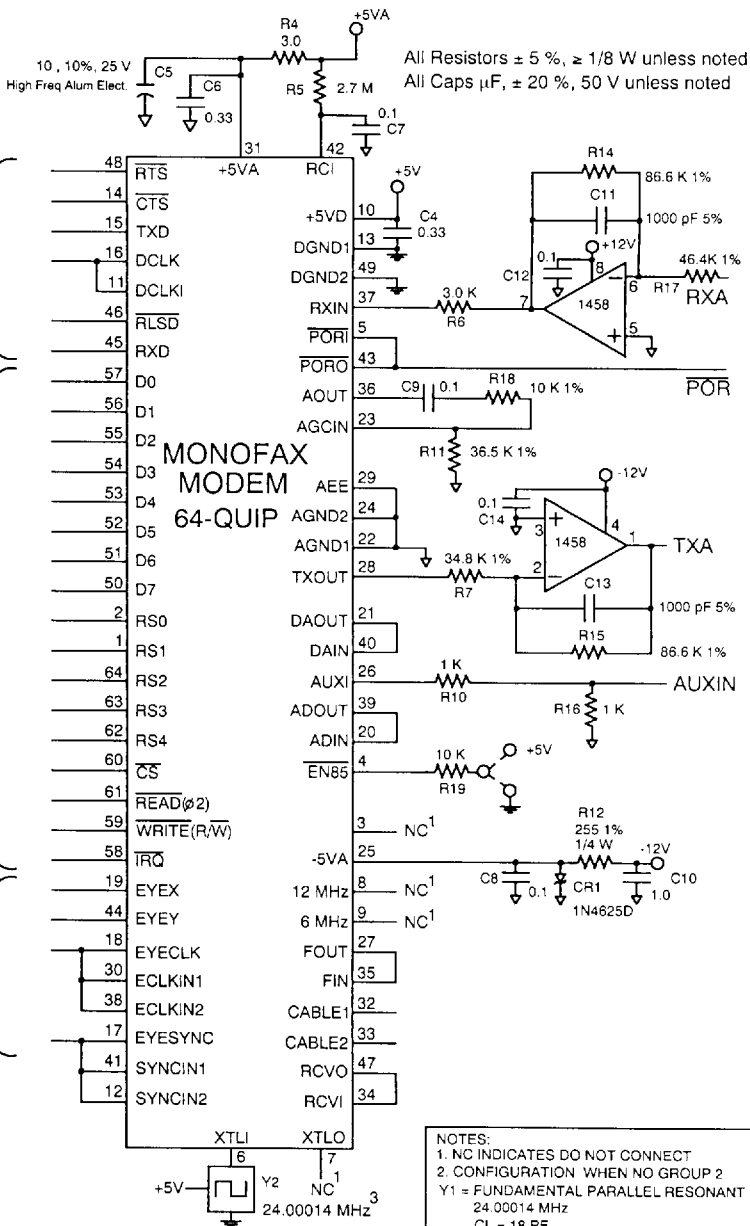 +5VA
R4
3.0
All Resistors ± 5 %, ≥ 1/8 W unless noted
All Caps µF, ± 20 %, 50 V unless noted
10 , 10%, 25 V
High Freq Alum Elect.
C5
C6
0.33
R5
2.7 M
0.1
C7
31
42
+5VA
RCI
48 RTS
14 CTS
15 TXD
16 DCLK
11 DCLKI
46 RLSD
45 RXD
57 D0
56 D1
55 D2
54 D3
53 D4
52 D5
51 D6
50 D7
2 RS0
1 RS1
64 RS2
63 RS3
62 RS4
60 CS
61 READ(ø2)
59 WRITE(R/W)
58 IRQ
19 EYEX
44 EYEY
18 EYECLK
30 ECLKIN1
38 ECLKIN2
17 EYESYNC
41 SYNCIN1
12 SYNCIN2
MONOFAX
MODEM
64-QUIP
+5VD 10
DGND1 13
DGND2 49
RXIN 37
PORI 5
PORO 43
AOUT 36
AGCIN 23
AEE 29
AGND2 24
AGND1 22
TXOUT 28
DAOUT 21
DAIN 40
AUXI 26
ADOUT 39
ADIN 20
EN85 4
3 NC1
-5VA 25
12 MHz 8 NC1
6 MHz 9 NC1
FOUT 27
FIN 35
CABLE1 32
CABLE2 33
RCVO 47
RCVI 34
+5V
C4
0.33
R14
86.6 K 1%
C11
1000 pF 5%
+12V
0.1
C12
8
7
6
5
1458
46.4K 1%
R17
RXA
3.0 K
R6
POR
C9
0.1
R18
10 K 1%
R11
36.5 K 1%
-12V
0.1
C14
3
4
1
2
1458
TXA
34.8 K 1%
R7
C13
1000 pF 5%
R15
86.6 K 1%
1 K
R10
AUXIN
R16
1 K
10 K
R19
+5V
R12
255 1%
1/4 W
-12V
C8
0.1
CR1
1N4625D
C10
1.0
XTLI
XTLO
6
7
+5V
Y2
NC1
24.00014 MHz3
NOTES:
1. NC INDICATES DO NOT CONNECT
2. CONFIGURATION WHEN NO GROUP 2
Y1 = FUNDAMENTAL PARALLEL RESONANT
24.00014 MHz
CL = 18 PF